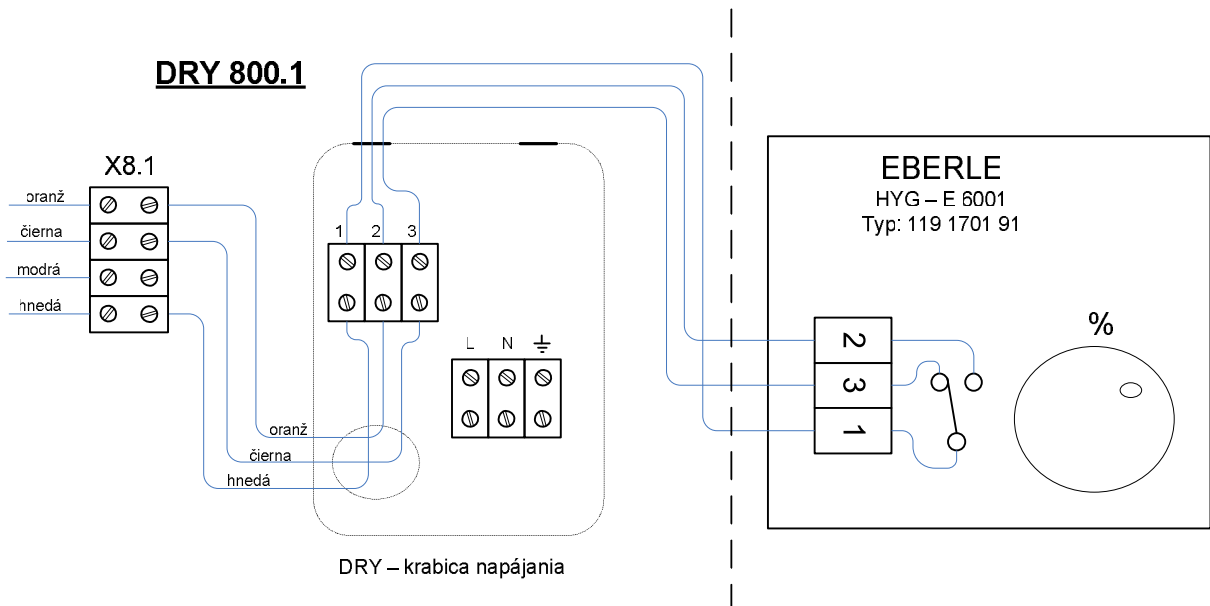 DRY 800.1
X8.1
oranž
čierna
modrá
hnedá
1 2 3
L N
oranž
čierna
hnedá
DRY – krabica napájania
EBERLE
HYG – E 6001
Typ: 119 1701 91
2
3
1
%